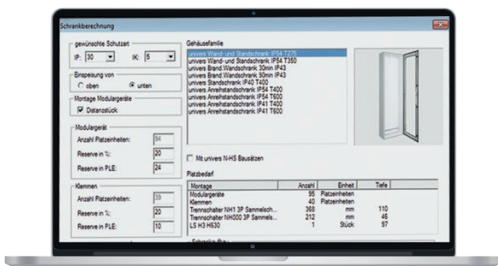 Schrankberechnung
gewünschte Schutzart
IP: 30 IK: 5
Einspeisung von
oben unten
Montage Modulargeräte
Distanzstück
Modulargerät
Anzahl Platzeinheiten: 94
Reserve in %: 20
Reserve in PLE: 24
Klemmen
Anzahl Platzeinheiten: 39
Reserve in %: 20
Reserve in PLE: 10
Gehäusefamilie
univers Wand- und Standschrank IP54 T275
univers Wand- und Standschrank IP54 T350
univers Brand.Wandschrank 30min IP43
univers Brand.Wandschrank 90min IP43
univers Standschrank IP40 T400
univers Anreihstandschrank IP54 T400
univers Anreihstandschrank IP54 T600
univers Anreihstandschrank IP41 T400
univers Anreihstandschrank IP41 T600
Mit univers N-HS Bausätzen
Platzbedarf
Montage Anzahl Einheit Tiefe
Modulargeräte 95 Platzeinheiten
Klemmen 40 Platzeinheiten
Trennschalter NH1 3P Sammelsch... 368 mm 110
Trennschalter NH000 3P Sammels... 212 mm 46
LS H3 H630 1 Stück 97